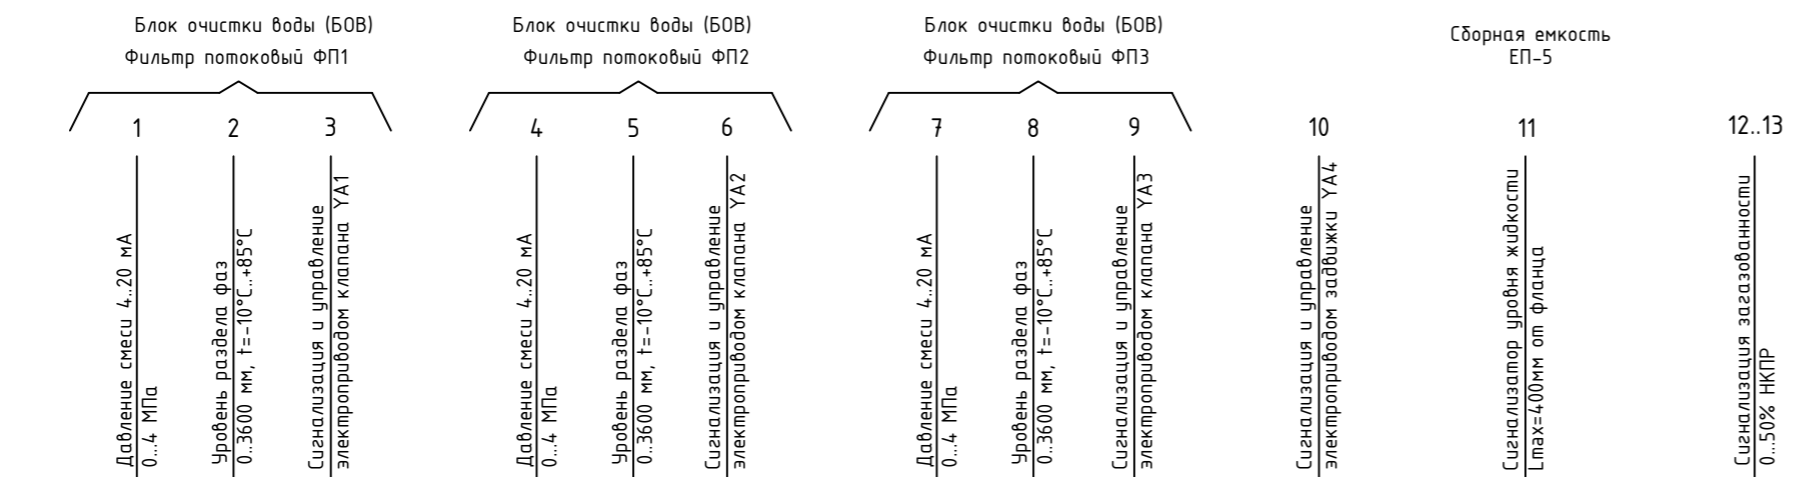 Блок очистки воды (БОВ)
Фильтр потоковый ФП1
1
2
3
Давление смеси 4..20 мА
0...4 МПа
Уровень раздела фаз
0..3600 мм, t=-10°C..+85°C
Сигнализация и управление
электроприводом клапана YA1
Блок очистки воды (БОВ)
Фильтр потоковый ФП2
4
5
6
Давление смеси 4..20 мА
0...4 МПа
Уровень раздела фаз
0..3600 мм, t=-10°C..+85°C
Сигнализация и управление
электроприводом клапана YA2
Блок очистки воды (БОВ)
Фильтр потоковый ФП3
7
8
9
Давление смеси 4..20 мА
0...4 МПа
Уровень раздела фаз
0..3600 мм, t=-10°C..+85°C
Сигнализация и управление
электроприводом клапана YA3
10
Сигнализация и управление
электроприводом задвижки YA4
Сборная емкость
ЕП-5
11
Сигнализатор уровня жидкости
Lmax=400мм от фланца
12..13
Сигнализация загазованности
0...50% НКПР